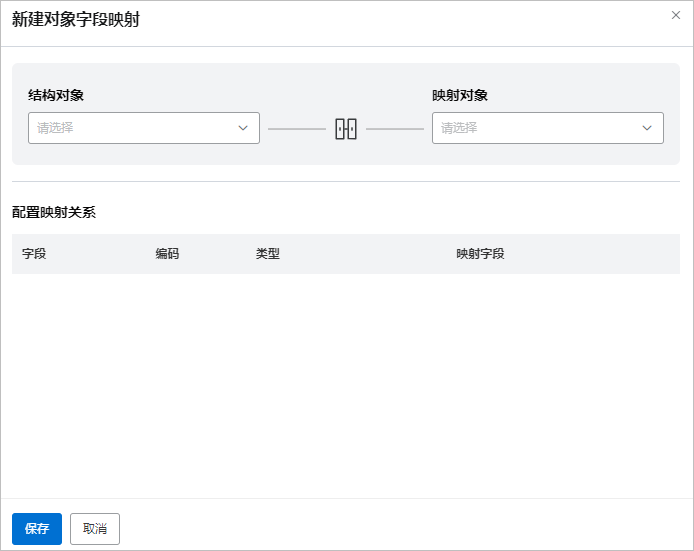 新建对象字段映射
结构对象 映射对象
请选择 请选择
配置映射关系
字段 编码 类型 映射字段
保存 取消